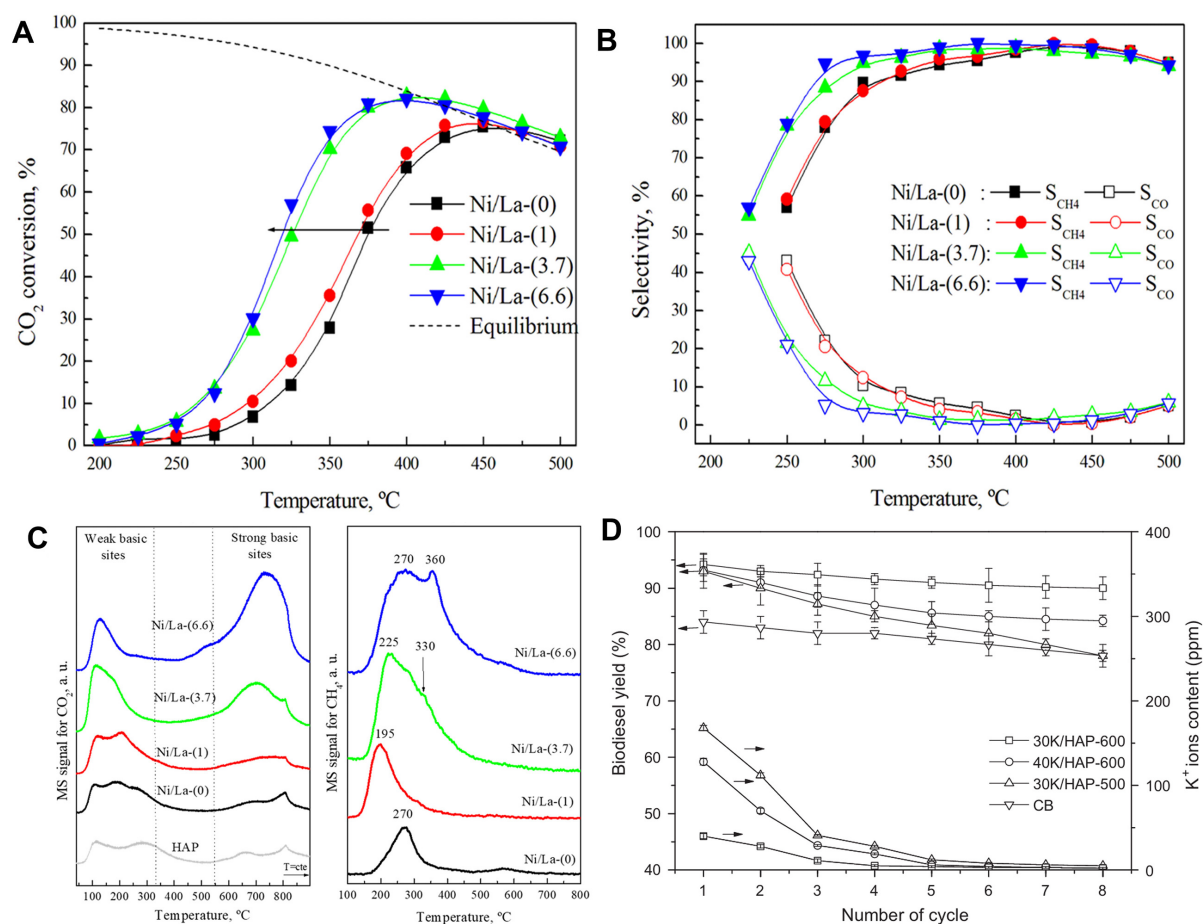 A
CO2 conversion, %
100
90
80
70
60
50
40
30
20
10
0
Ni/La-(0)
Ni/La-(1)
Ni/La-(3.7)
Ni/La-(6.6)
Equilibrium
200 250 300 350 400 450 500
Temperature, ºC
B
Selectivity, %
100
90
80
70
60
50
40
30
20
10
0
Ni/La-(0) : SCH4 SCO
Ni/La-(1) : SCH4 SCO
Ni/La-(3.7): SCH4 SCO
Ni/La-(6.6): SCH4 SCO
200 250 300 350 400 450 500
Temperature, ºC
C
MS signal for CO2, a. u.
Weak basic
sites
Strong basic
sites
Ni/La-(6.6)
Ni/La-(3.7)
Ni/La-(1)
Ni/La-(0)
HAP
T=cte
100 200 300 400 500 600 700 800
Temperature, ºC
MS signal for CH4, a. u.
270 360
Ni/La-(6.6)
225 330
Ni/La-(3.7)
195
Ni/La-(1)
270
Ni/La-(0)
100 200 300 400 500 600 700 800
Temperature, ºC
D
Biodiesel yield (%)
100
90
80
70
60
50
40
30K/HAP-600
40K/HAP-600
30K/HAP-500
CB
400
300
200
100
0
K+ ions content (ppm)
1 2 3 4 5 6 7 8
Number of cycle